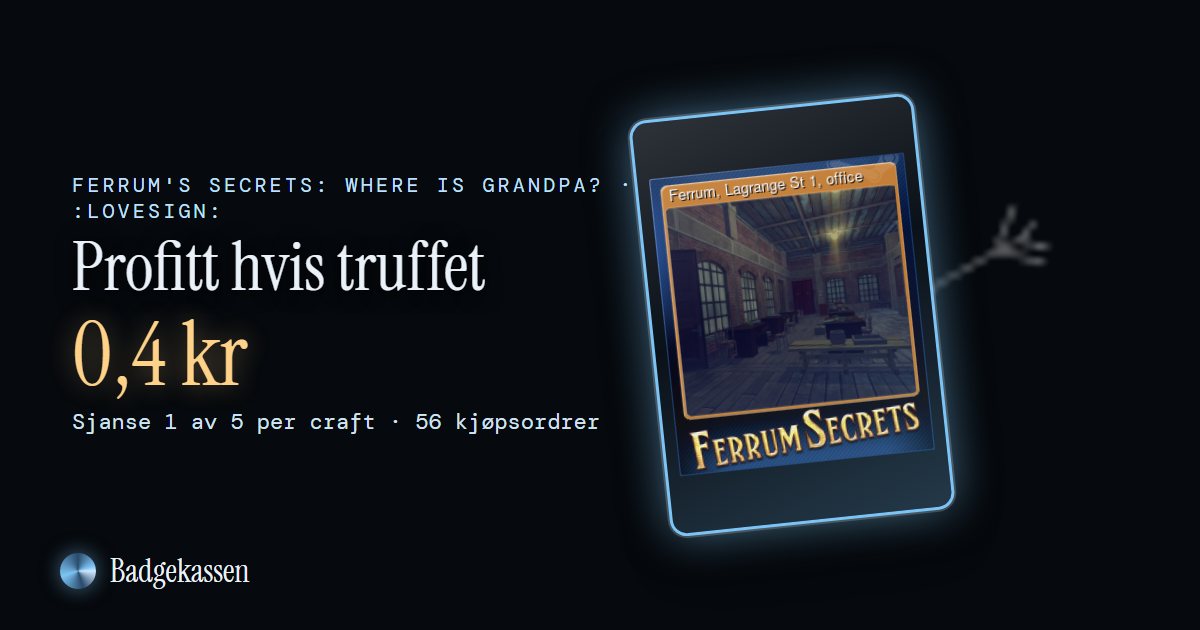 FERRUM'S SECRETS: WHERE IS GRANDPA? ·
:LOVESIGN:
Profitt hvis truffet
0,4 kr
Sjanse 1 av 5 per craft · 56 kjøpsordrer
Ferrum, Lagrange St 1, office
FERRUM SECRETS
Badgekassen